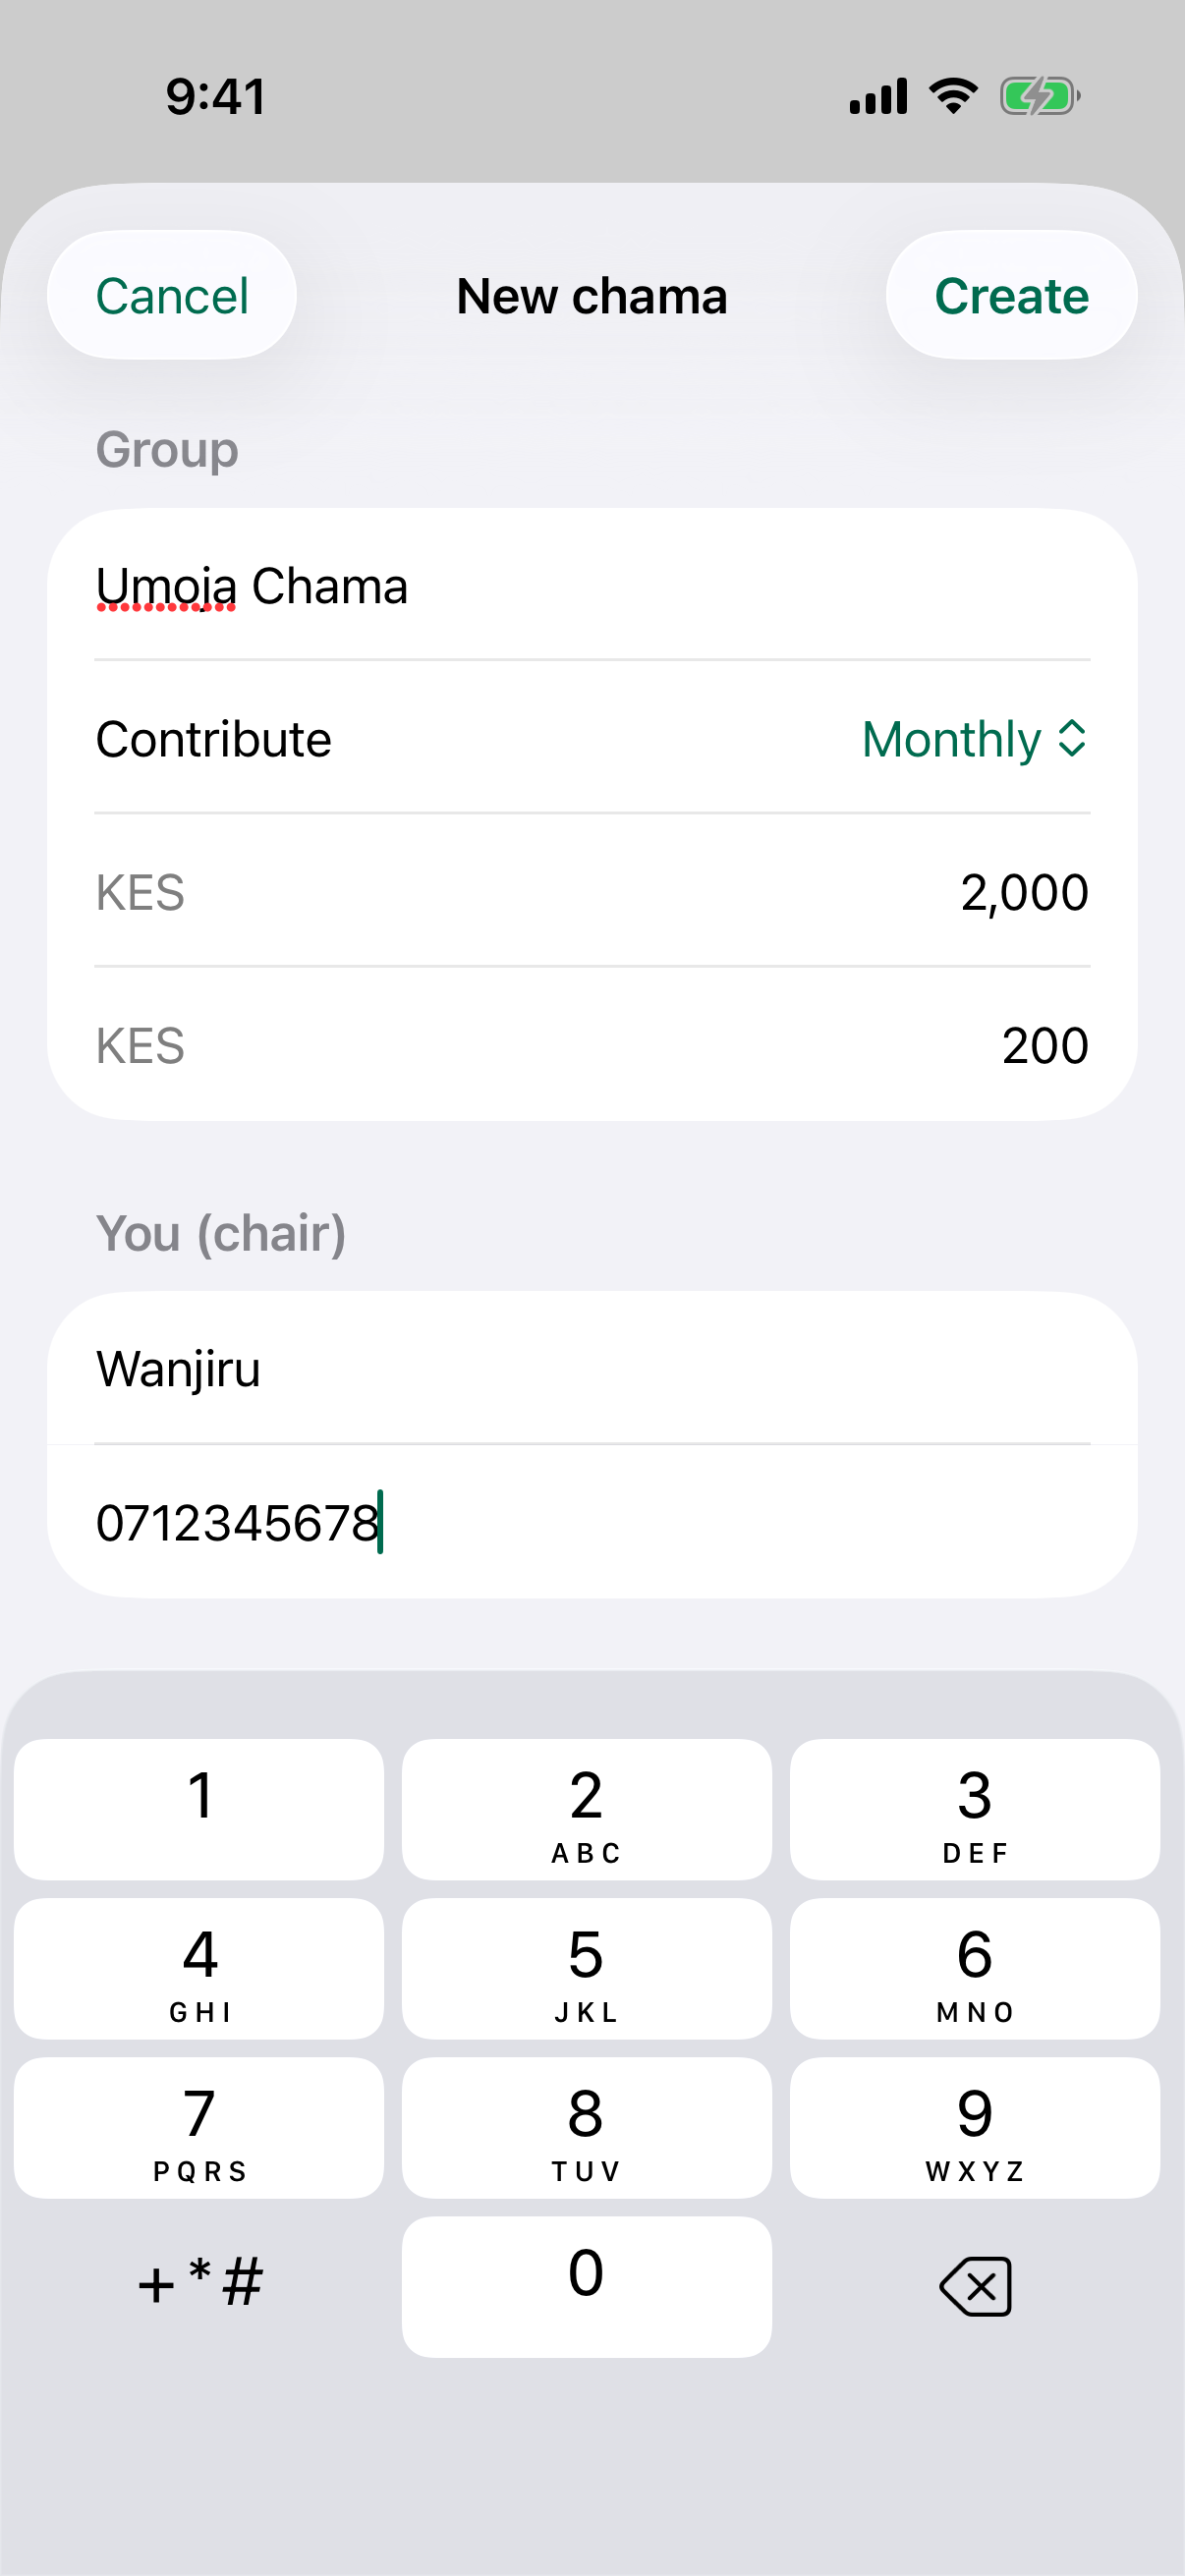 9:41
Cancel New chama Create
Group
Umoja Chama
Contribute Monthly
KES 2,000
KES 200
You (chair)
Wanjiru
0712345678
1 2 3
ABC DEF
4 5 6
GHI JKL MNO
7 8 9
PQRS TUV WXYZ
+*# 0